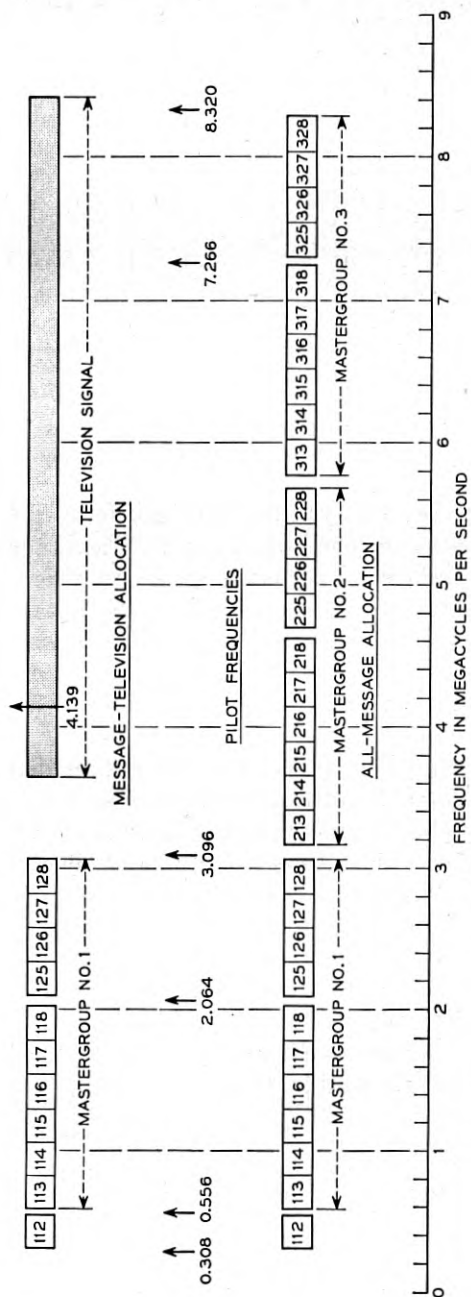 112 113 114 115 116 117 118 125 126 127 128
MASTERGROUP NO.1
TELEVISION SIGNAL
4.139
MESSAGE-TELEVISION ALLOCATION
0.308 0.556 2.064 3.096 7.266 8.320
PILOT FREQUENCIES
112 113 114 115 116 117 118 125 126 127 128 213 214 215 216 217 218 225 226 227 228 313 314 315 316 317 318 325 326 327 328
MASTERGROUP NO.1 MASTERGROUP NO.2 MASTERGROUP NO.3
ALL-MESSAGE ALLOCATION
0 1 2 3 4 5 6 7 8 9
FREQUENCY IN MEGACYCLES PER SECOND